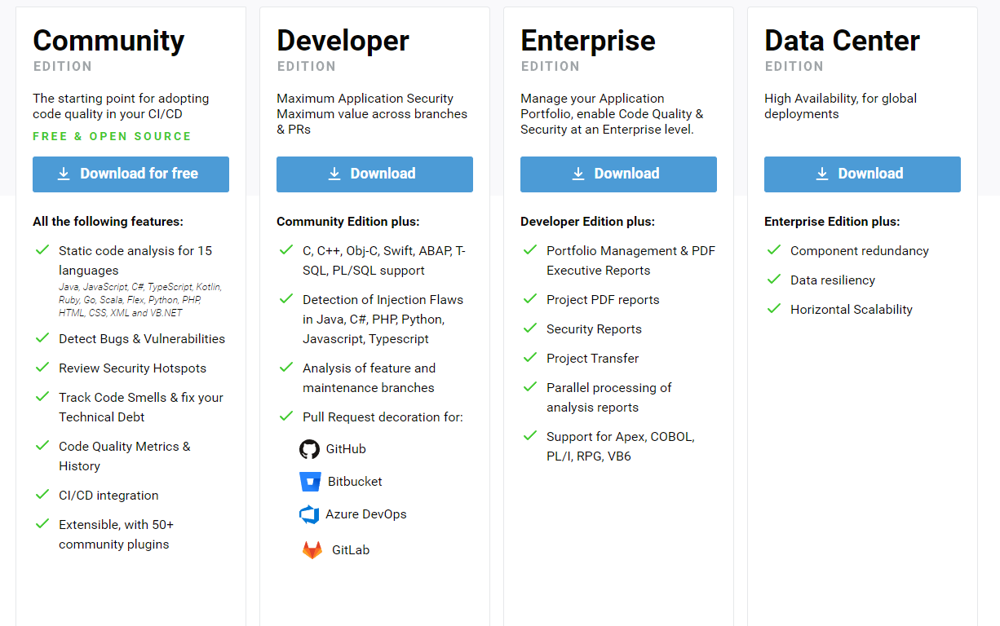 Community
EDITION
The starting point for adopting
code quality in your CI/CD
FREE & OPEN SOURCE
Download for free
All the following features:
Static code analysis for 15
languages
Java, JavaScript, C#, TypeScript, Kotlin,
Ruby, Go, Scala, Flex, Python, PHP,
HTML, CSS, XML and VB.NET
Detect Bugs & Vulnerabilities
Review Security Hotspots
Track Code Smells & fix your
Technical Debt
Code Quality Metrics &
History
CI/CD integration
Extensible, with 50+
community plugins
Developer
EDITION
Maximum Application Security
Maximum value across branches
& PRs
Download
Community Edition plus:
C, C++, Obj-C, Swift, ABAP, T-
SQL, PL/SQL support
Detection of Injection Flaws
in Java, C#, PHP, Python,
Javascript, Typescript
Analysis of feature and
maintenance branches
Pull Request decoration for:
GitHub
Bitbucket
Azure DevOps
GitLab
Enterprise
EDITION
Manage your Application
Portfolio, enable Code Quality &
Security at an Enterprise level.
Download
Developer Edition plus:
Portfolio Management & PDF
Executive Reports
Project PDF reports
Security Reports
Project Transfer
Parallel processing of
analysis reports
Support for Apex, COBOL,
PL/I, RPG, VB6
Data Center
EDITION
High Availability, for global
deployments
Download
Enterprise Edition plus:
Component redundancy
Data resiliency
Horizontal Scalability